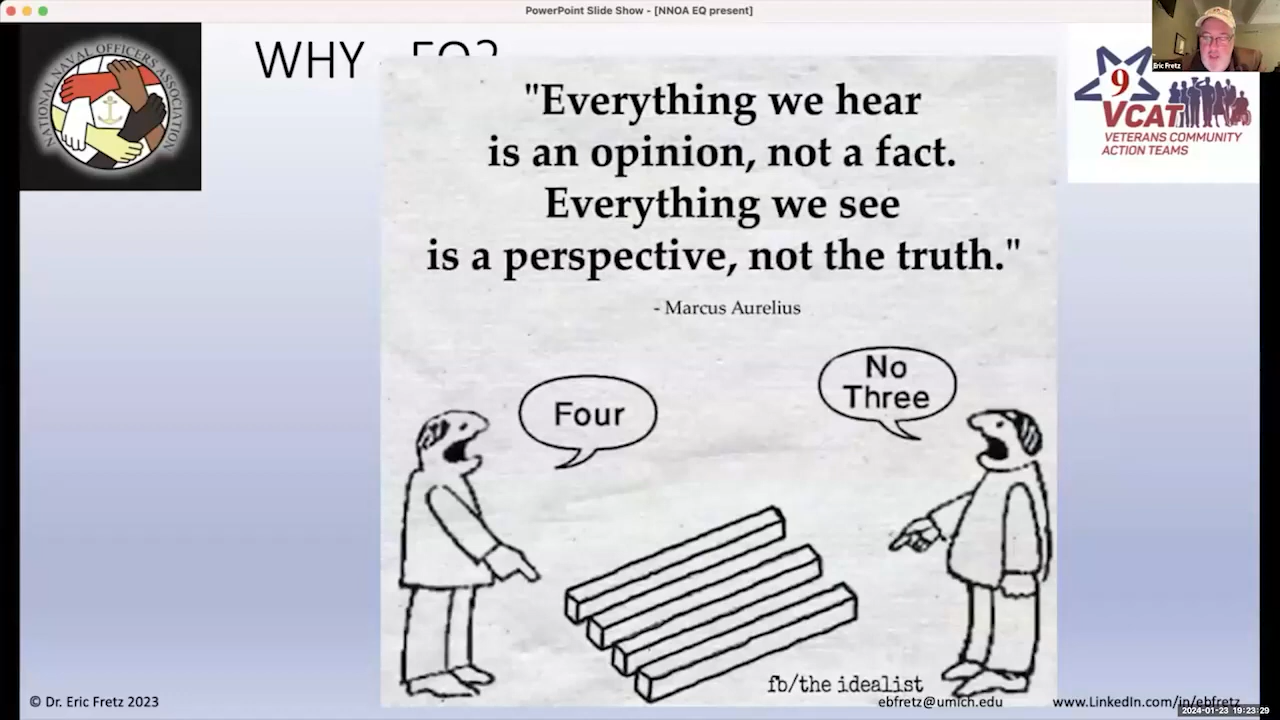 PowerPoint Slide Show - [NNOA EQ present]
NATIONAL NAVAL OFFICERS ASSOCIATION
WHY EQ?
Eric Fretz
9
VCAT
VETERANS COMMUNITY
ACTION TEAMS
"Everything we hear
is an opinion, not a fact.
Everything we see
is a perspective, not the truth."
- Marcus Aurelius
Four
No
Three
fb/the idealist
© Dr. Eric Fretz 2023
ebfretz@umich.edu
www.LinkedIn.com/in/ebfretz
2024-01-23 19:23:29